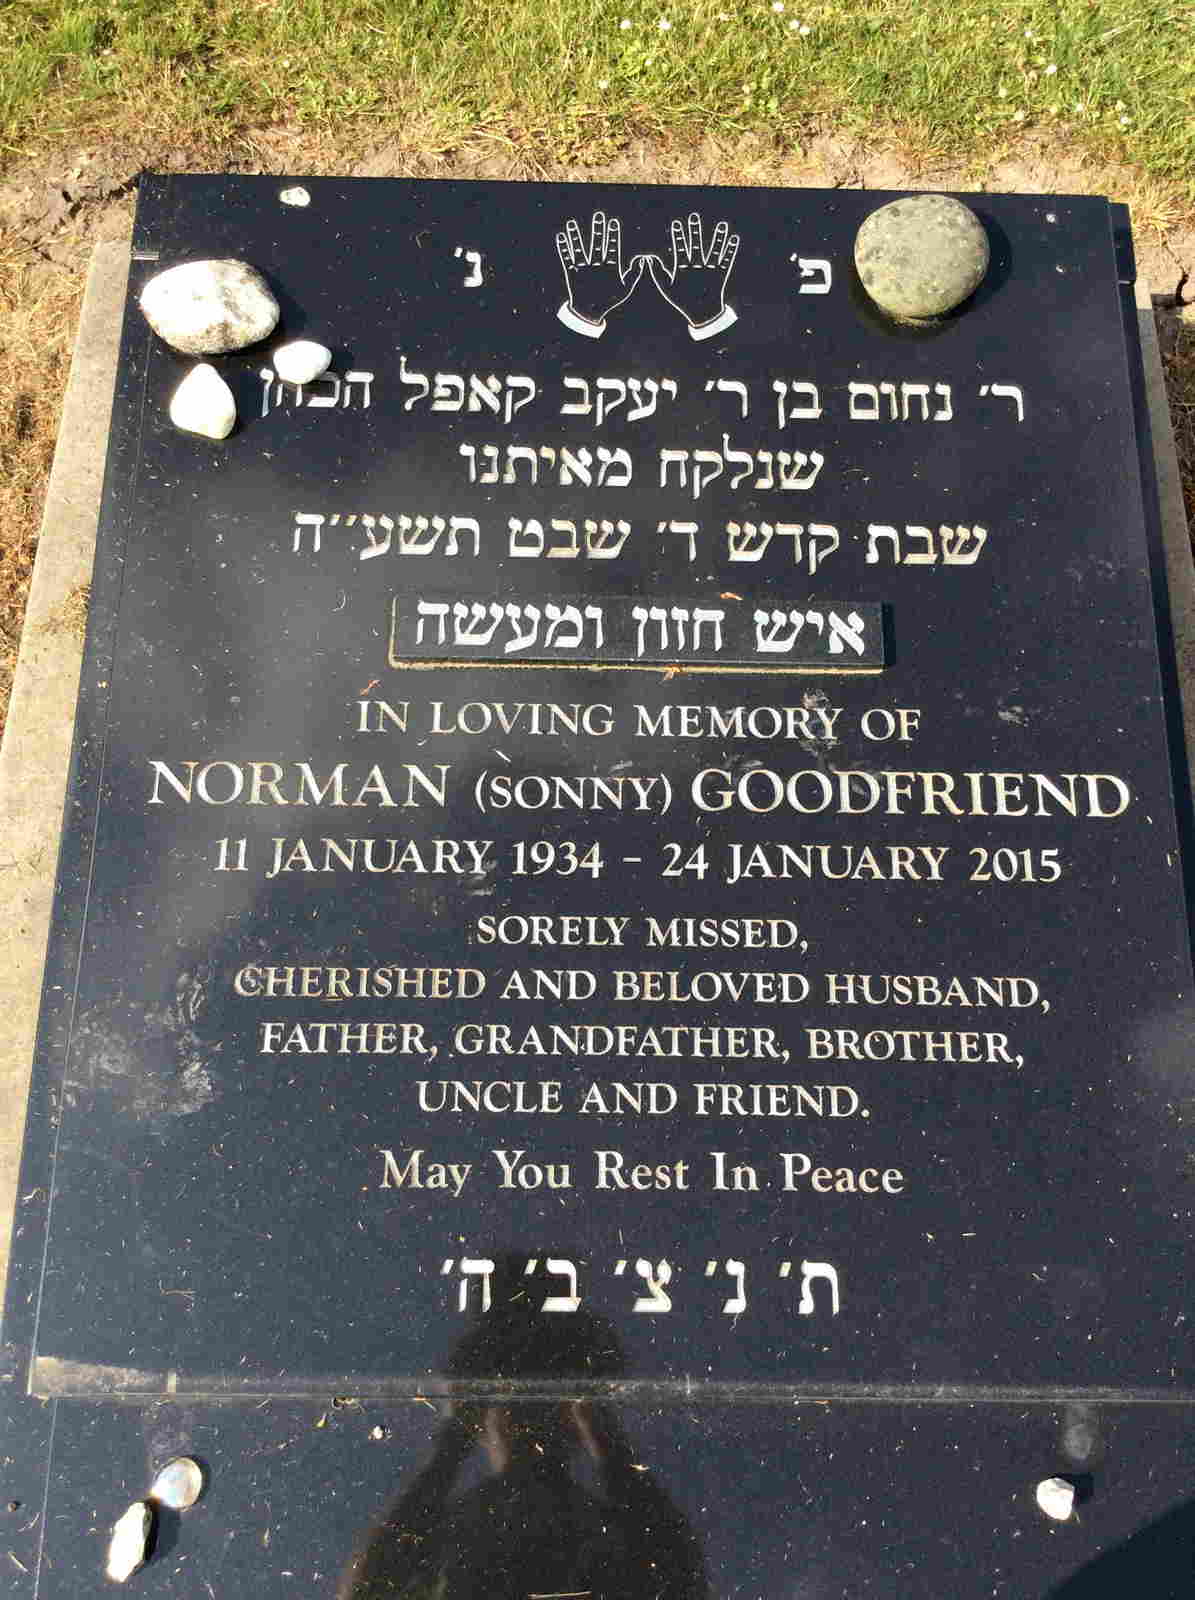 פ' נ'
ר' נחום בן ר' יעקב קאפל הכהן
שנלקח מאיתנו
שבת קדש ד' שבט תשע''ה
איש חזון ומעשה
IN LOVING MEMORY OF
NORMAN (SONNY) GOODFRIEND
11 JANUARY 1934 – 24 JANUARY 2015
SORELY MISSED,
CHERISHED AND BELOVED HUSBAND,
FATHER, GRANDFATHER, BROTHER,
UNCLE AND FRIEND.
May You Rest In Peace
ת' נ' צ' ב' ה'